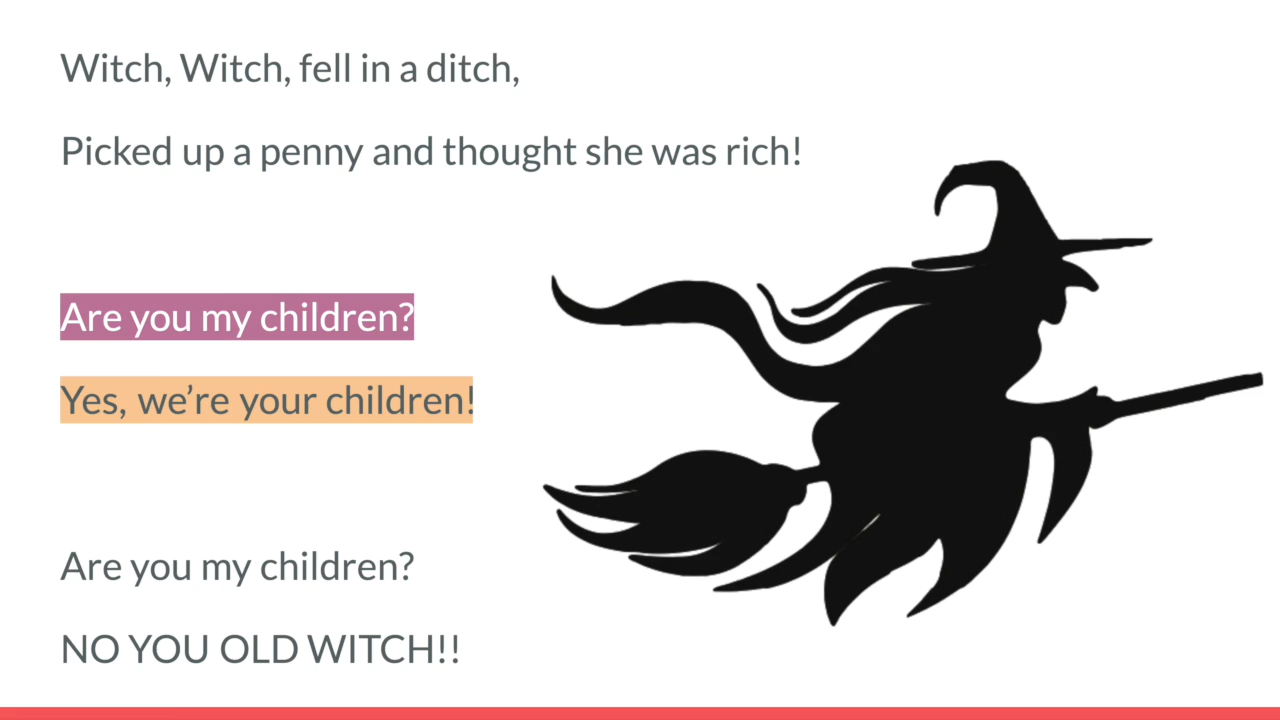 Witch, Witch, fell in a ditch,
Picked up a penny and thought she was rich!
Are you my children?
Yes, we’re your children!
Are you my children?
NO YOU OLD WITCH!!